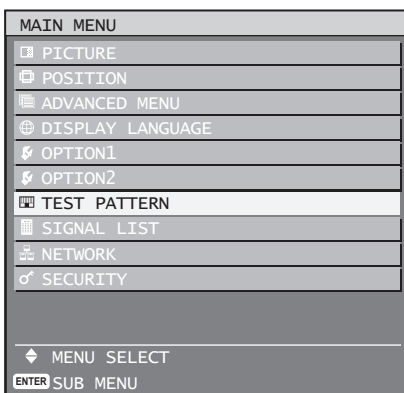 MAIN MENU
PICTURE
POSITION
ADVANCED MENU
DISPLAY LANGUAGE
OPTION1
OPTION2
TEST PATTERN
SIGNAL LIST
NETWORK
SECURITY
MENU SELECT
ENTER SUB MENU